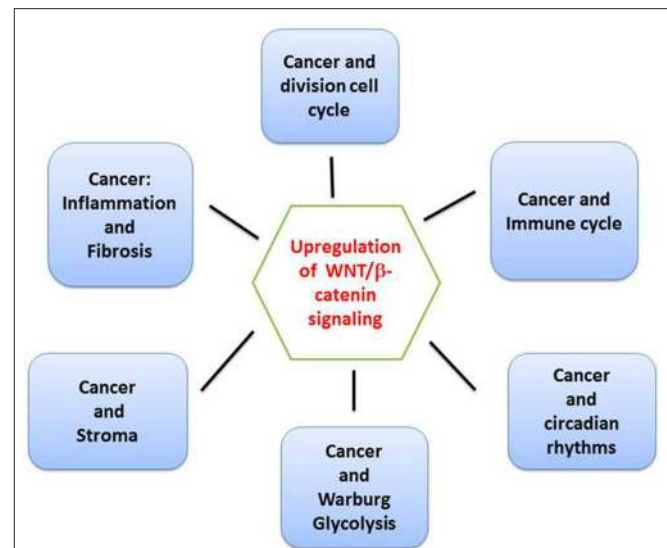 Cancer and
division cell
cycle
Cancer:
Inflammation
and
Fibrosis
Cancer and
Immune cycle
Upregulation
of WNT/β-
catenin
signaling
Cancer
and
Stroma
Cancer
and
Warburg
Glycolysis
Cancer
and
circadian
rhythms